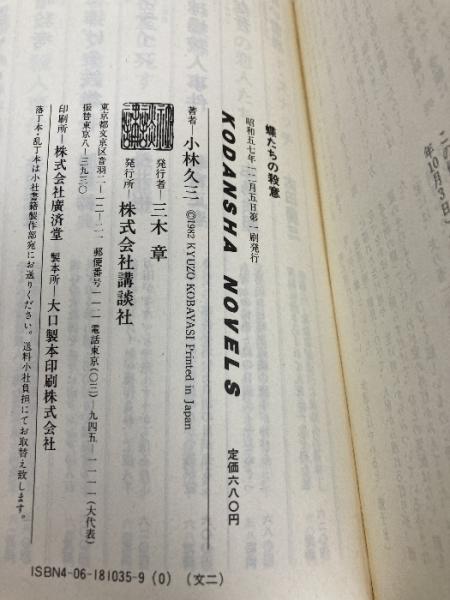 蝶たちの殺意
昭和五七年一二月五日第一刷発行
KODANSHA NOVELS
定価六八〇円
著者―小林久三 ©1982 KYUZO KOBAYASI Printed in Japan
発行者―三木 章
発行所―株式会社講談社
東京都文京区音羽二―一二―二一 郵便番号一一二 電話東京(〇三)―九四五―一一一一(大代表)
振替東京八―三九三〇
印刷所―株式会社廣済堂 製本所―大口製本印刷株式会社
落丁本・乱丁本は小社書籍製作部宛にお送りください。送料小社負担にてお取替え致します。
ISBN4-06-181035-9 (0) (文二)
年10月3日